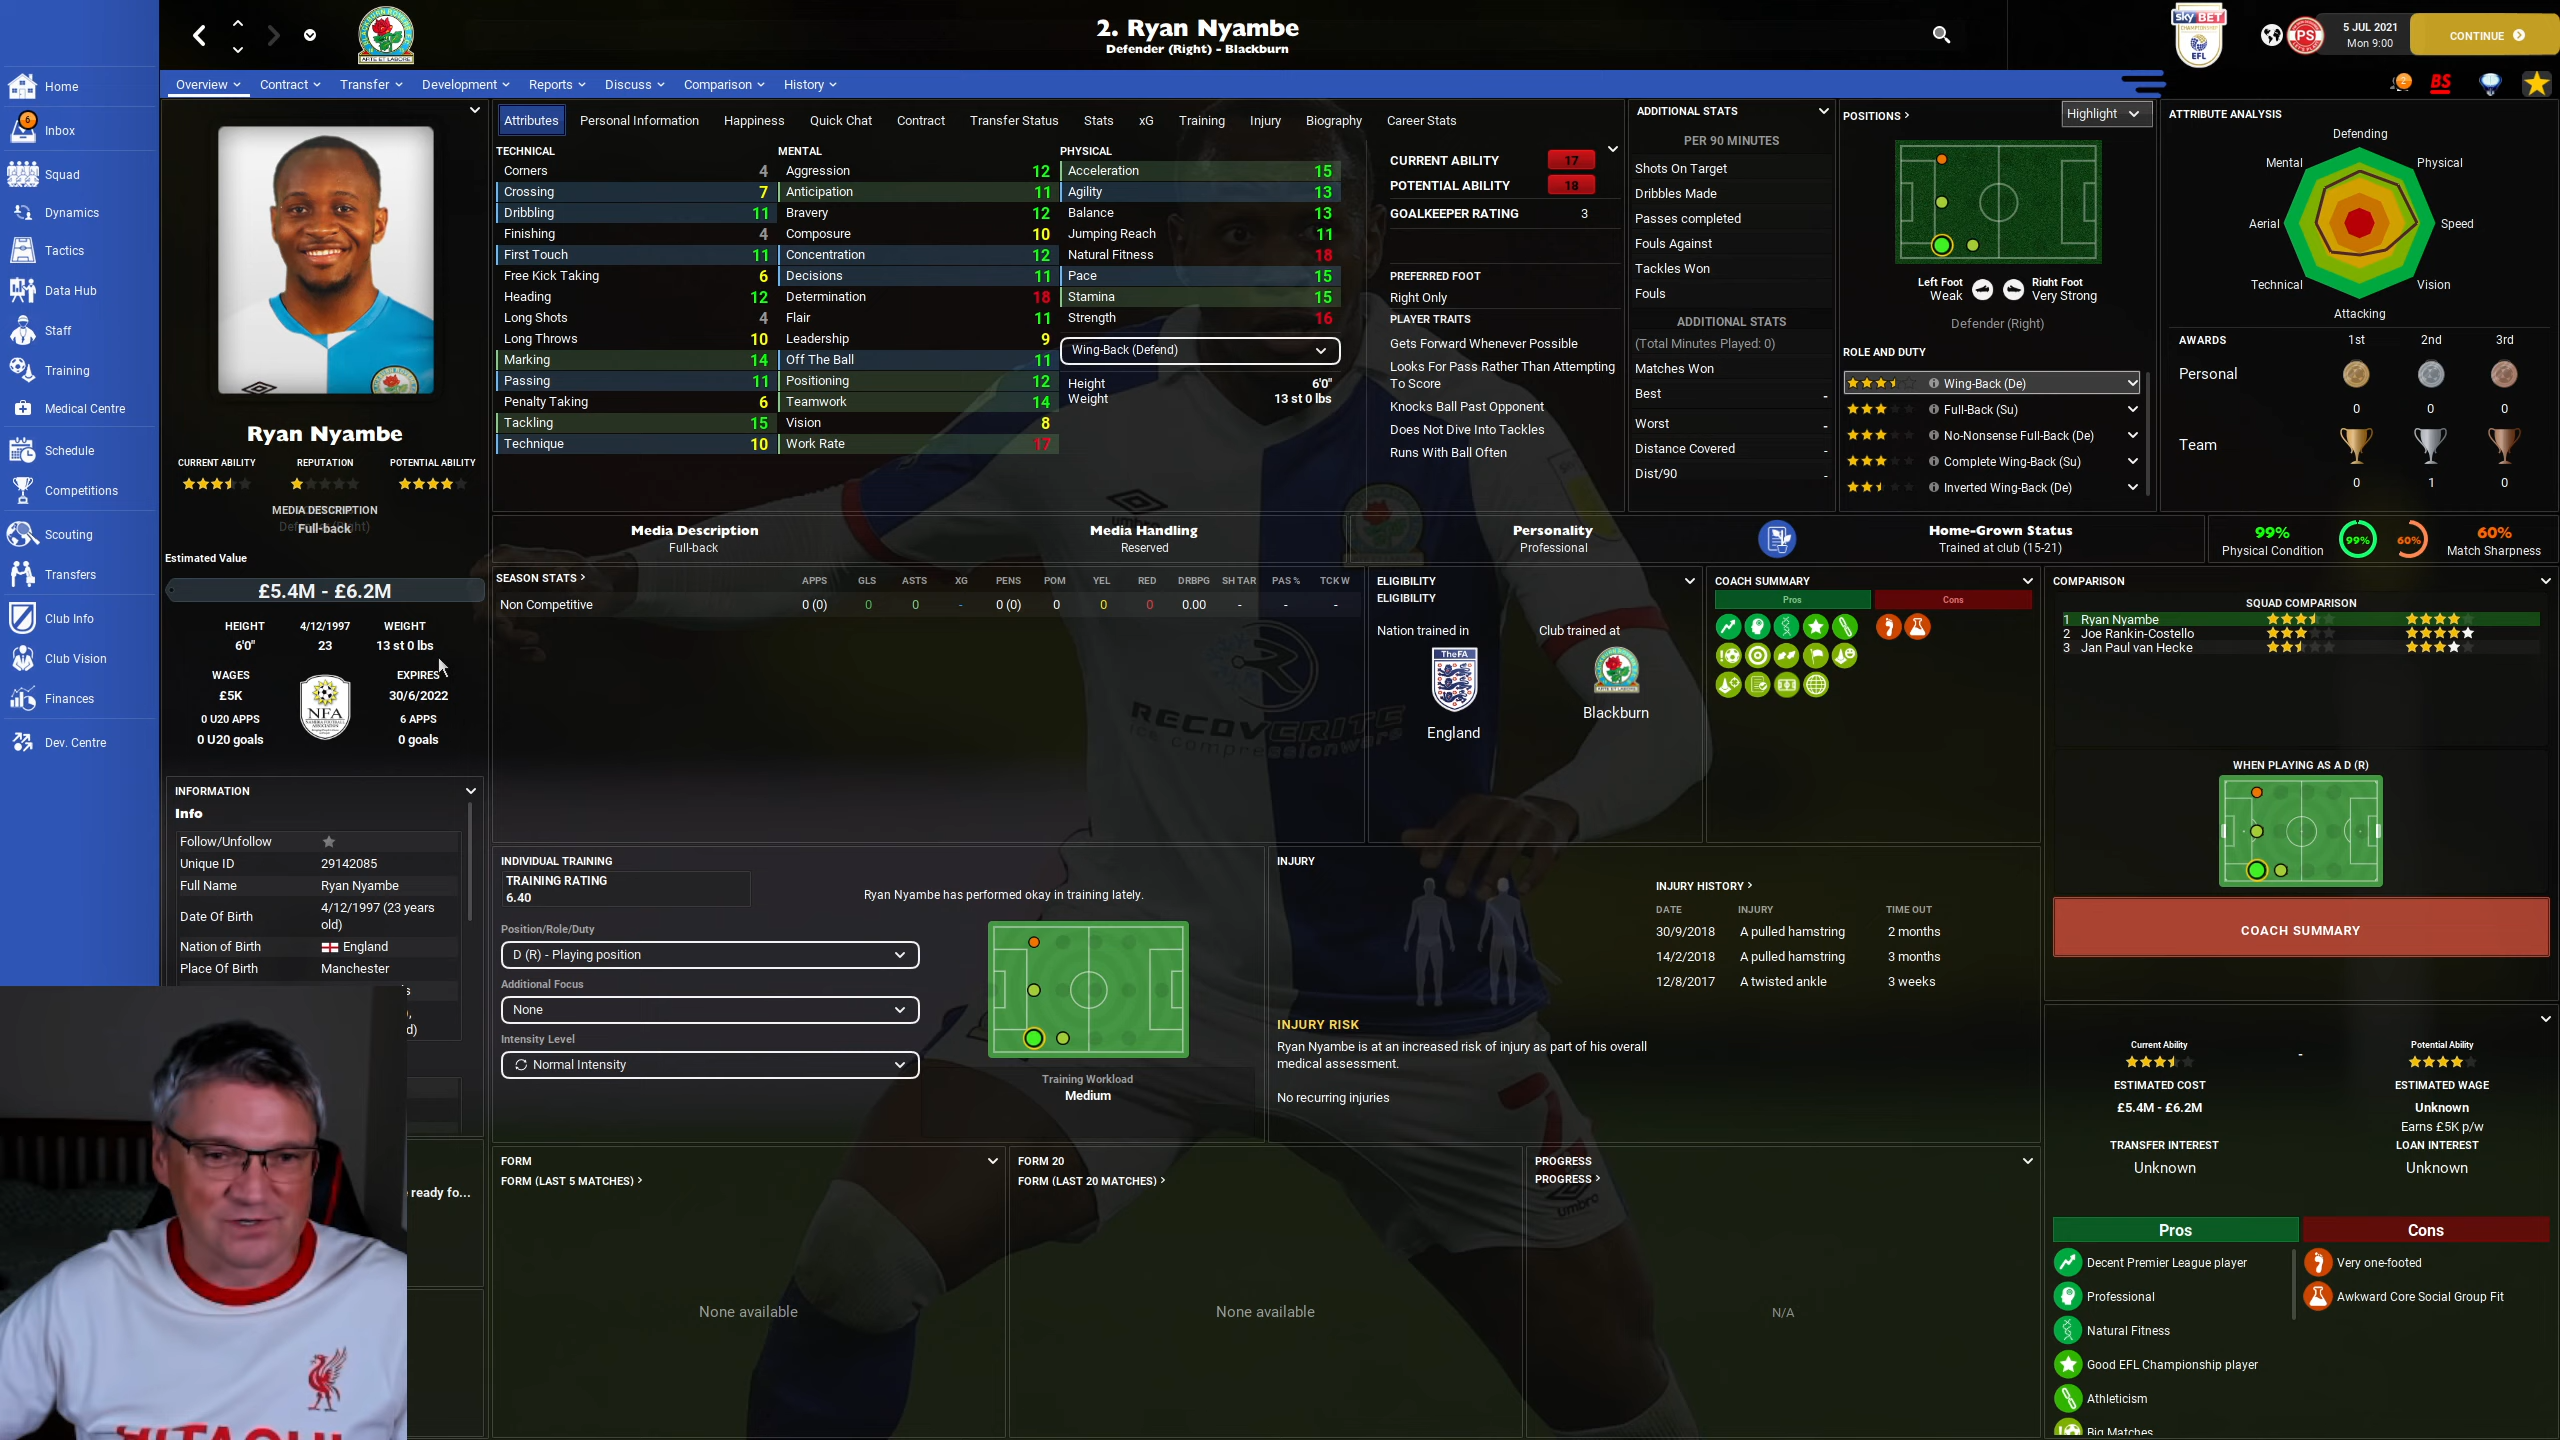 2. Ryan Nyambe
Defender (Right) - Blackburn
sky BET
EFL
PS
5 JUL 2021
Mon 9:00
CONTINUE
Home
6
Inbox
Squad
Dynamics
Tactics
Data Hub
Staff
Training
Medical Centre
Schedule
Competitions
Scouting
Transfers
Club Info
Club Vision
Finances
Dev. Centre
Overview
Contract
Transfer
Development
Reports
Discuss
Comparison
History
BS
Ryan Nyambe
CURRENT ABILITY
REPUTATION
POTENTIAL ABILITY
MEDIA DESCRIPTION
Full-back
Estimated Value
£5.4M - £6.2M
HEIGHT 4/12/1997 WEIGHT
6'0" 23 13 st 0 lbs
WAGES EXPIRES
£5K 30/6/2022
NFA
0 U20 APPS 6 APPS
0 U20 goals 0 goals
INFORMATION
Info
Follow/Unfollow
Unique ID 29142085
Full Name Ryan Nyambe
Date Of Birth 4/12/1997 (23 years
old)
Nation of Birth England
Place Of Birth Manchester
ready fo...
Attributes
Personal Information
Happiness
Quick Chat
Contract
Transfer Status
Stats
xG
Training
Injury
Biography
Career Stats
TECHNICAL
Corners 4
Crossing 7
Dribbling 11
Finishing 4
First Touch 11
Free Kick Taking 6
Heading 12
Long Shots 4
Long Throws 10
Marking 14
Passing 11
Penalty Taking 6
Tackling 15
Technique 10
MENTAL
Aggression 12
Anticipation 11
Bravery 12
Composure 10
Concentration 12
Decisions 11
Determination 18
Flair 11
Leadership 9
Off The Ball 11
Positioning 12
Teamwork 14
Vision 8
Work Rate 17
PHYSICAL
Acceleration 15
Agility 13
Balance 13
Jumping Reach 11
Natural Fitness 18
Pace 15
Stamina 15
Strength 16
Wing-Back (Defend)
Height 6'0"
Weight 13 st 0 lbs
CURRENT ABILITY 17
POTENTIAL ABILITY 18
GOALKEEPER RATING 3
PREFERRED FOOT
Right Only
PLAYER TRAITS
Gets Forward Whenever Possible
Looks For Pass Rather Than Attempting
To Score
Knocks Ball Past Opponent
Does Not Dive Into Tackles
Runs With Ball Often
ADDITIONAL STATS
PER 90 MINUTES
Shots On Target
Dribbles Made
Passes completed
Fouls Against
Tackles Won
Fouls
ADDITIONAL STATS
(Total Minutes Played: 0)
Matches Won
Best -
Worst -
Distance Covered -
Dist/90 -
POSITIONS
Highlight
Left Foot
Weak
Right Foot
Very Strong
Defender (Right)
ROLE AND DUTY
Wing-Back (De)
Full-Back (Su)
No-Nonsense Full-Back (De)
Complete Wing-Back (Su)
Inverted Wing-Back (De)
ATTRIBUTE ANALYSIS
Defending
Mental
Physical
Aerial
Speed
Technical
Vision
Attacking
AWARDS 1st 2nd 3rd
Personal
0 0 0
Team
0 1 0
Media Description
Full-back
Media Handling
Reserved
Personality
Professional
Home-Grown Status
Trained at club (15-21)
99%
Physical Condition
99%
60%
60%
Match Sharpness
SEASON STATS APPS GLS ASTS XG PENS POM YEL RED DRBPG SH TAR PAS % TCK W
Non Competitive 0 (0) 0 0 - 0 (0) 0 0 0 0.00 - - -
RECOVERITE
ice compressionware
ELIGIBILITY
ELIGIBILITY
Nation trained in
The FA
England
Club trained at
Blackburn
COACH SUMMARY
Pros
Cons
COMPARISON
SQUAD COMPARISON
1 Ryan Nyambe
2 Joe Rankin-Costello
3 Jan Paul van Hecke
WHEN PLAYING AS A D (R)
COACH SUMMARY
INDIVIDUAL TRAINING
TRAINING RATING
6.40
Ryan Nyambe has performed okay in training lately.
Position/Role/Duty
D (R) - Playing position
Additional Focus
None
Intensity Level
Normal Intensity
Training Workload
Medium
INJURY
INJURY HISTORY
DATE INJURY TIME OUT
30/9/2018 A pulled hamstring 2 months
14/2/2018 A pulled hamstring 3 months
12/8/2017 A twisted ankle 3 weeks
INJURY RISK
Ryan Nyambe is at an increased risk of injury as part of his overall
medical assessment.
No recurring injuries
FORM
FORM (LAST 5 MATCHES)
None available
FORM 20
FORM (LAST 20 MATCHES)
None available
PROGRESS
PROGRESS
umbro
N/A
Current Ability
-
Potential Ability
ESTIMATED COST
£5.4M - £6.2M
ESTIMATED WAGE
Unknown
Earns £5K p/w
TRANSFER INTEREST
Unknown
LOAN INTEREST
Unknown
Pros
Cons
Decent Premier League player
Professional
Natural Fitness
Good EFL Championship player
Athleticism
Big Matches
Very one-footed
Awkward Core Social Group Fit